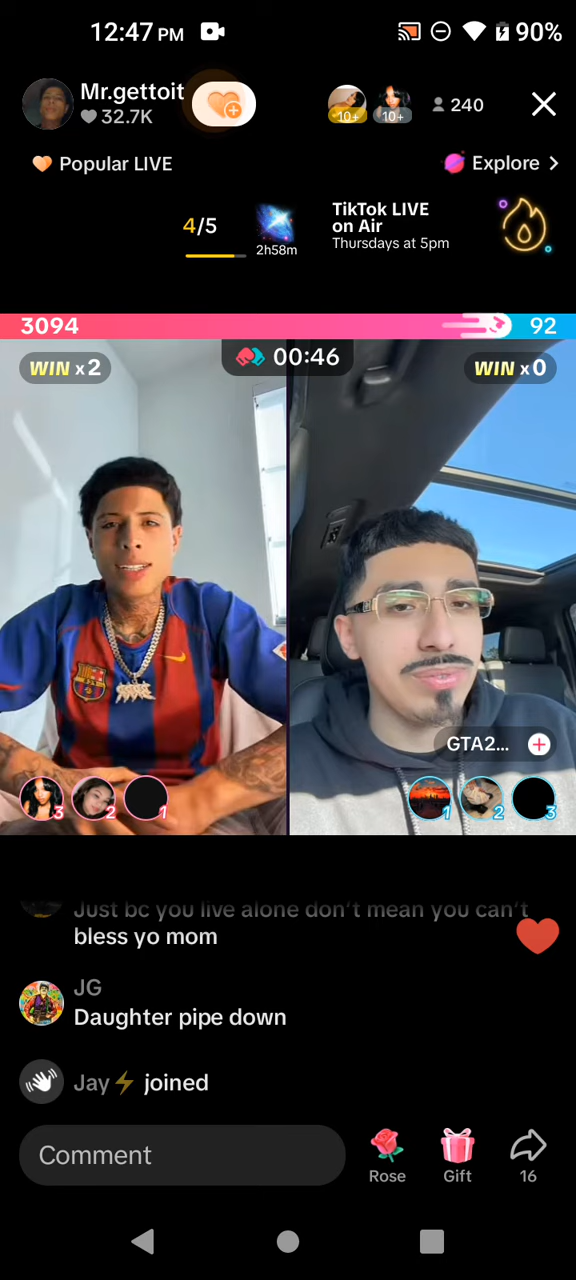 12:47 PM
90%
Mr.gettoit
32.7K
10+
10+
240
Popular LIVE
Explore >
4/5
2h58m
TikTok LIVE
on Air
Thursdays at 5pm
3094
92
WIN x2
00:46
WIN x0
GTA2...
3
2
1
1
2
3
Just bc you live alone don't mean you can't
bless yo mom
JG
Daughter pipe down
Jay⚡ joined
Comment
Rose
Gift
16